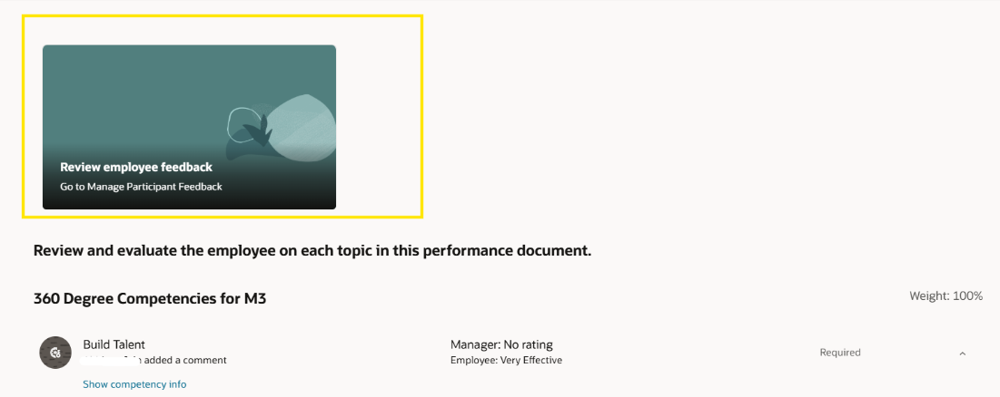 Review employee feedback
Go to Manage Participant Feedback
Review and evaluate the employee on each topic in this performance document.
360 Degree Competencies for M3
Weight: 100%
Build Talent
added a comment
Show competency info
Manager: No rating
Employee: Very Effective
Required